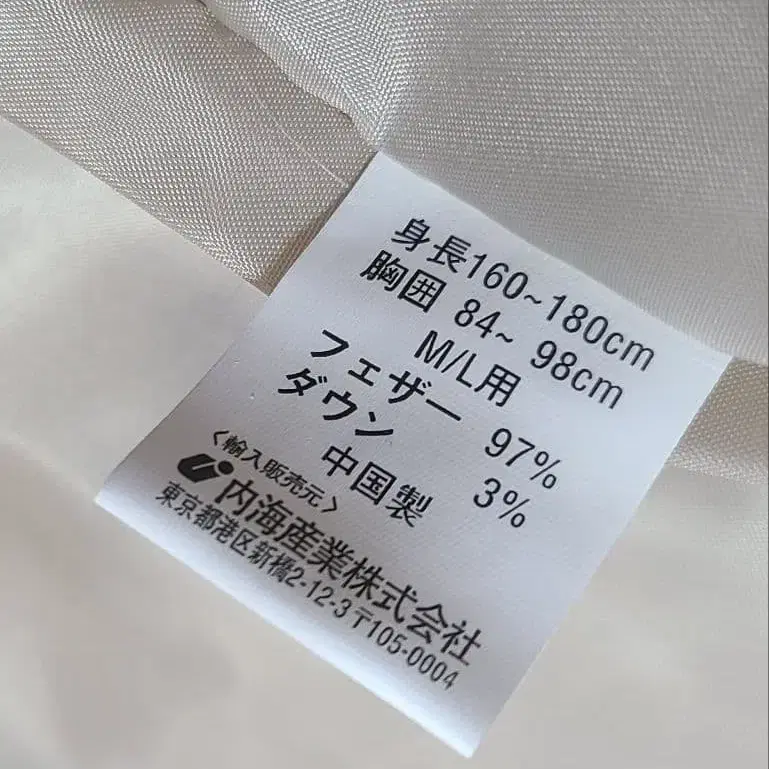 身長160~180cm
胸囲 84~ 98cm
M/L用
フェザー 97%
ダウン 3%
中国製
〈輸入販売元〉
内海産業株式会社
東京都港区新橋2-12-3〒105-0004